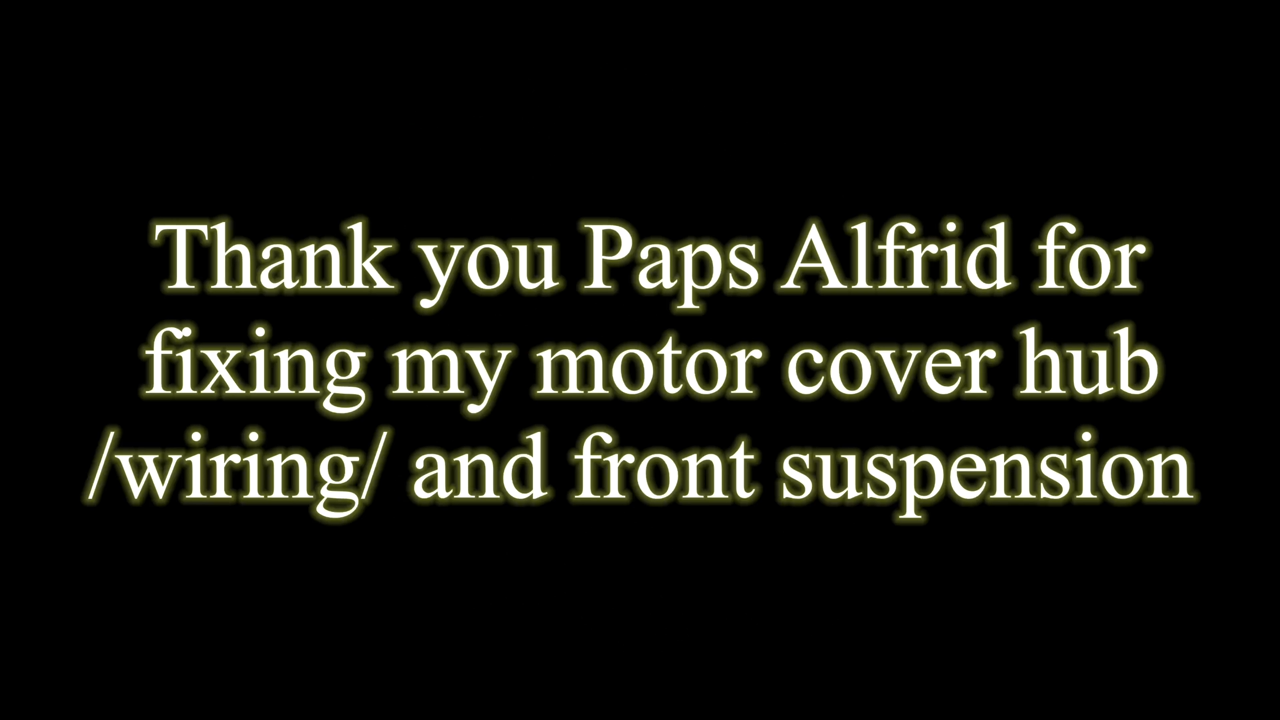 Thank you Paps Alfrid for
fixing my motor cover hub
/wiring/ and front suspension